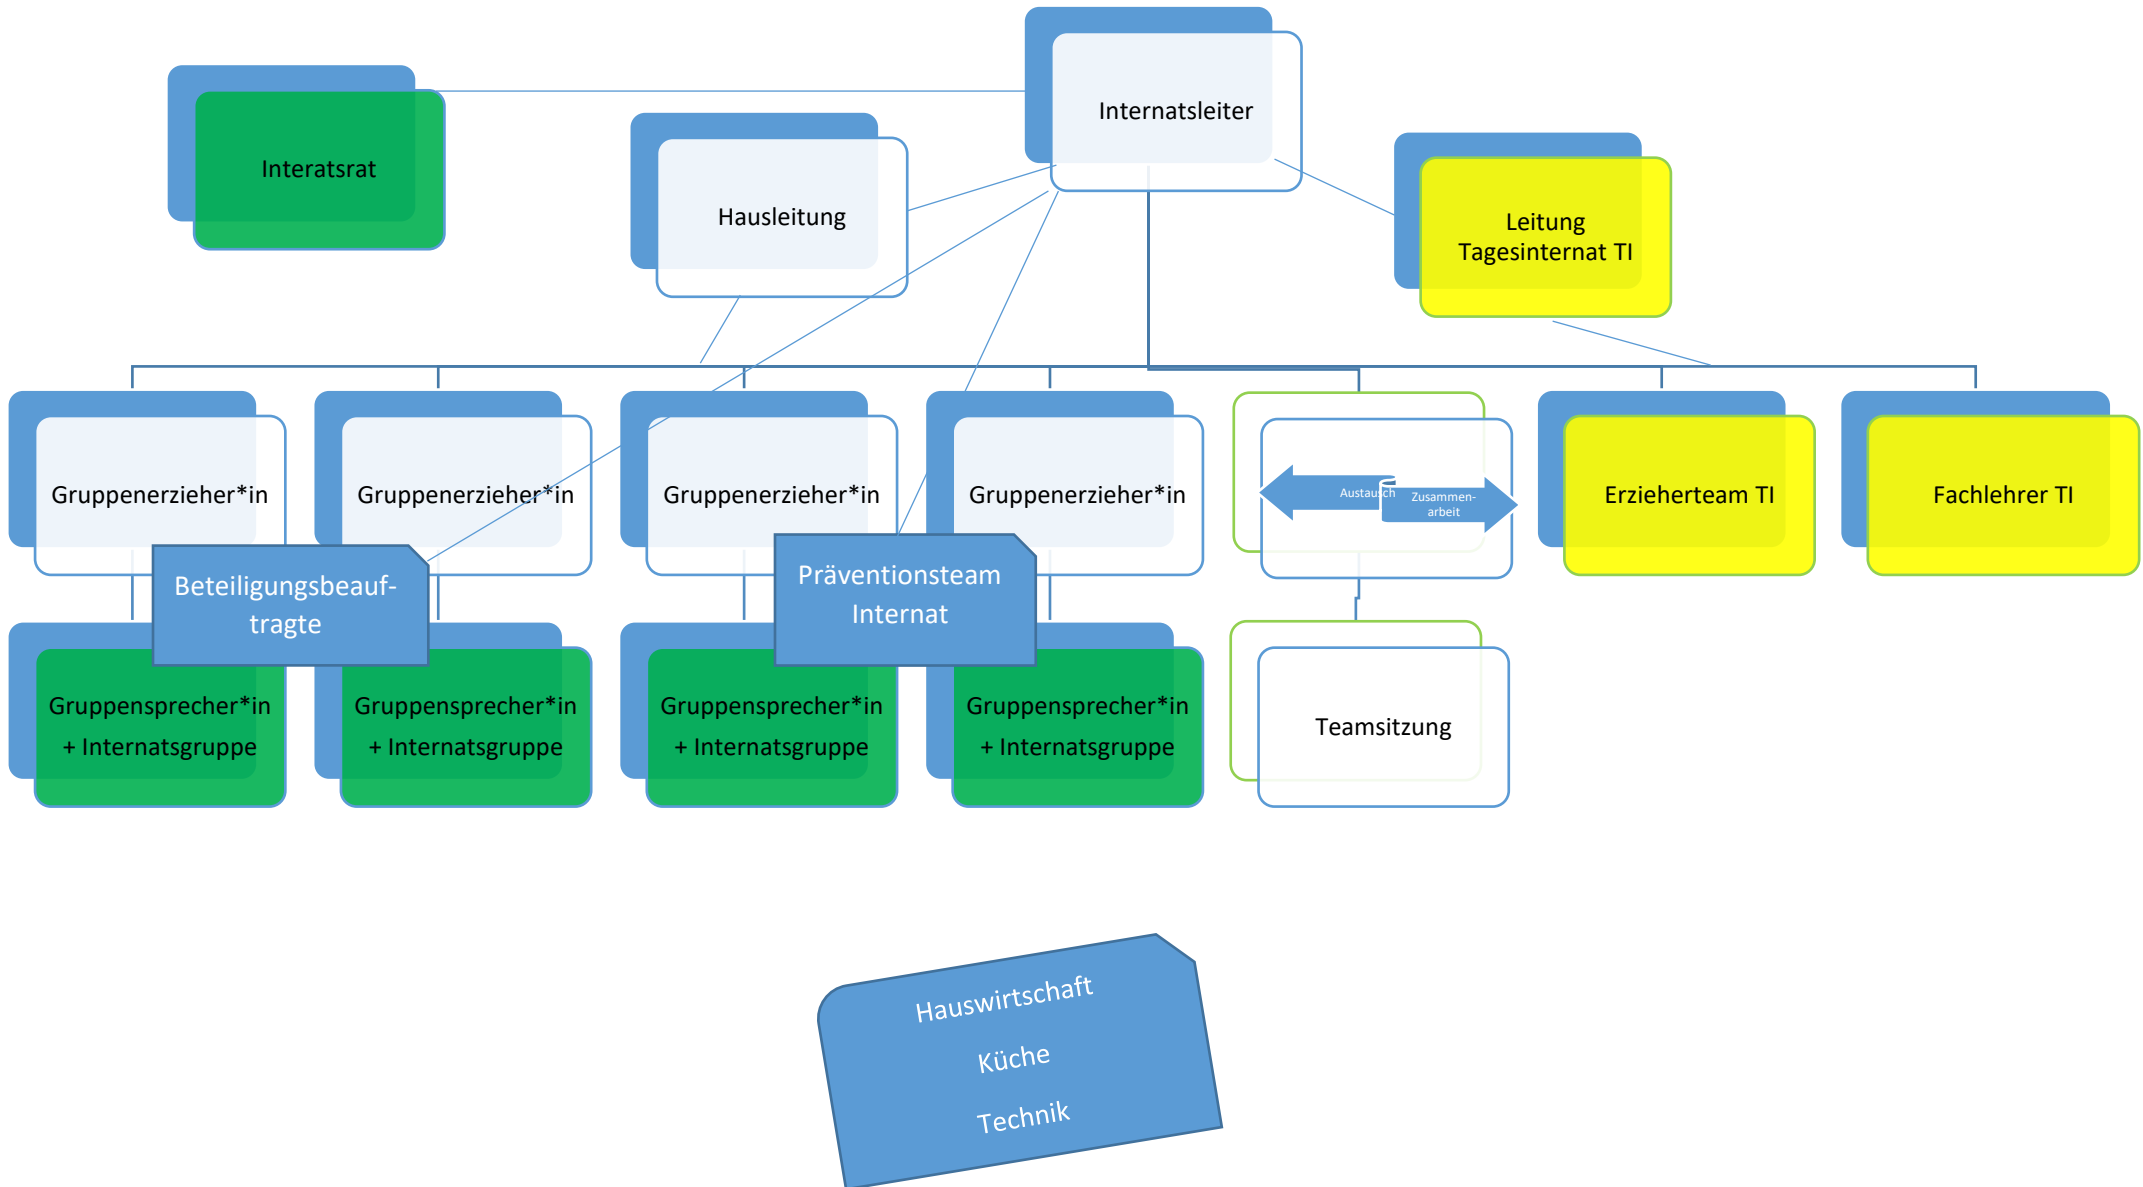 Internatsleiter
Interatsrat
Hausleitung
Leitung
Tagesinternat TI
Gruppenerzieher*in
Gruppenerzieher*in
Gruppenerzieher*in
Gruppenerzieher*in
Austausch
Zusammen-
arbeit
Erzieherteam TI
Fachlehrer TI
Beteiligungsbeauf-
tragte
Präventionsteam
Internat
Gruppensprecher*in
+ Internatsgruppe
Gruppensprecher*in
+ Internatsgruppe
Gruppensprecher*in
+ Internatsgruppe
Gruppensprecher*in
+ Internatsgruppe
Teamsitzung
Hauswirtschaft
Küche
Technik